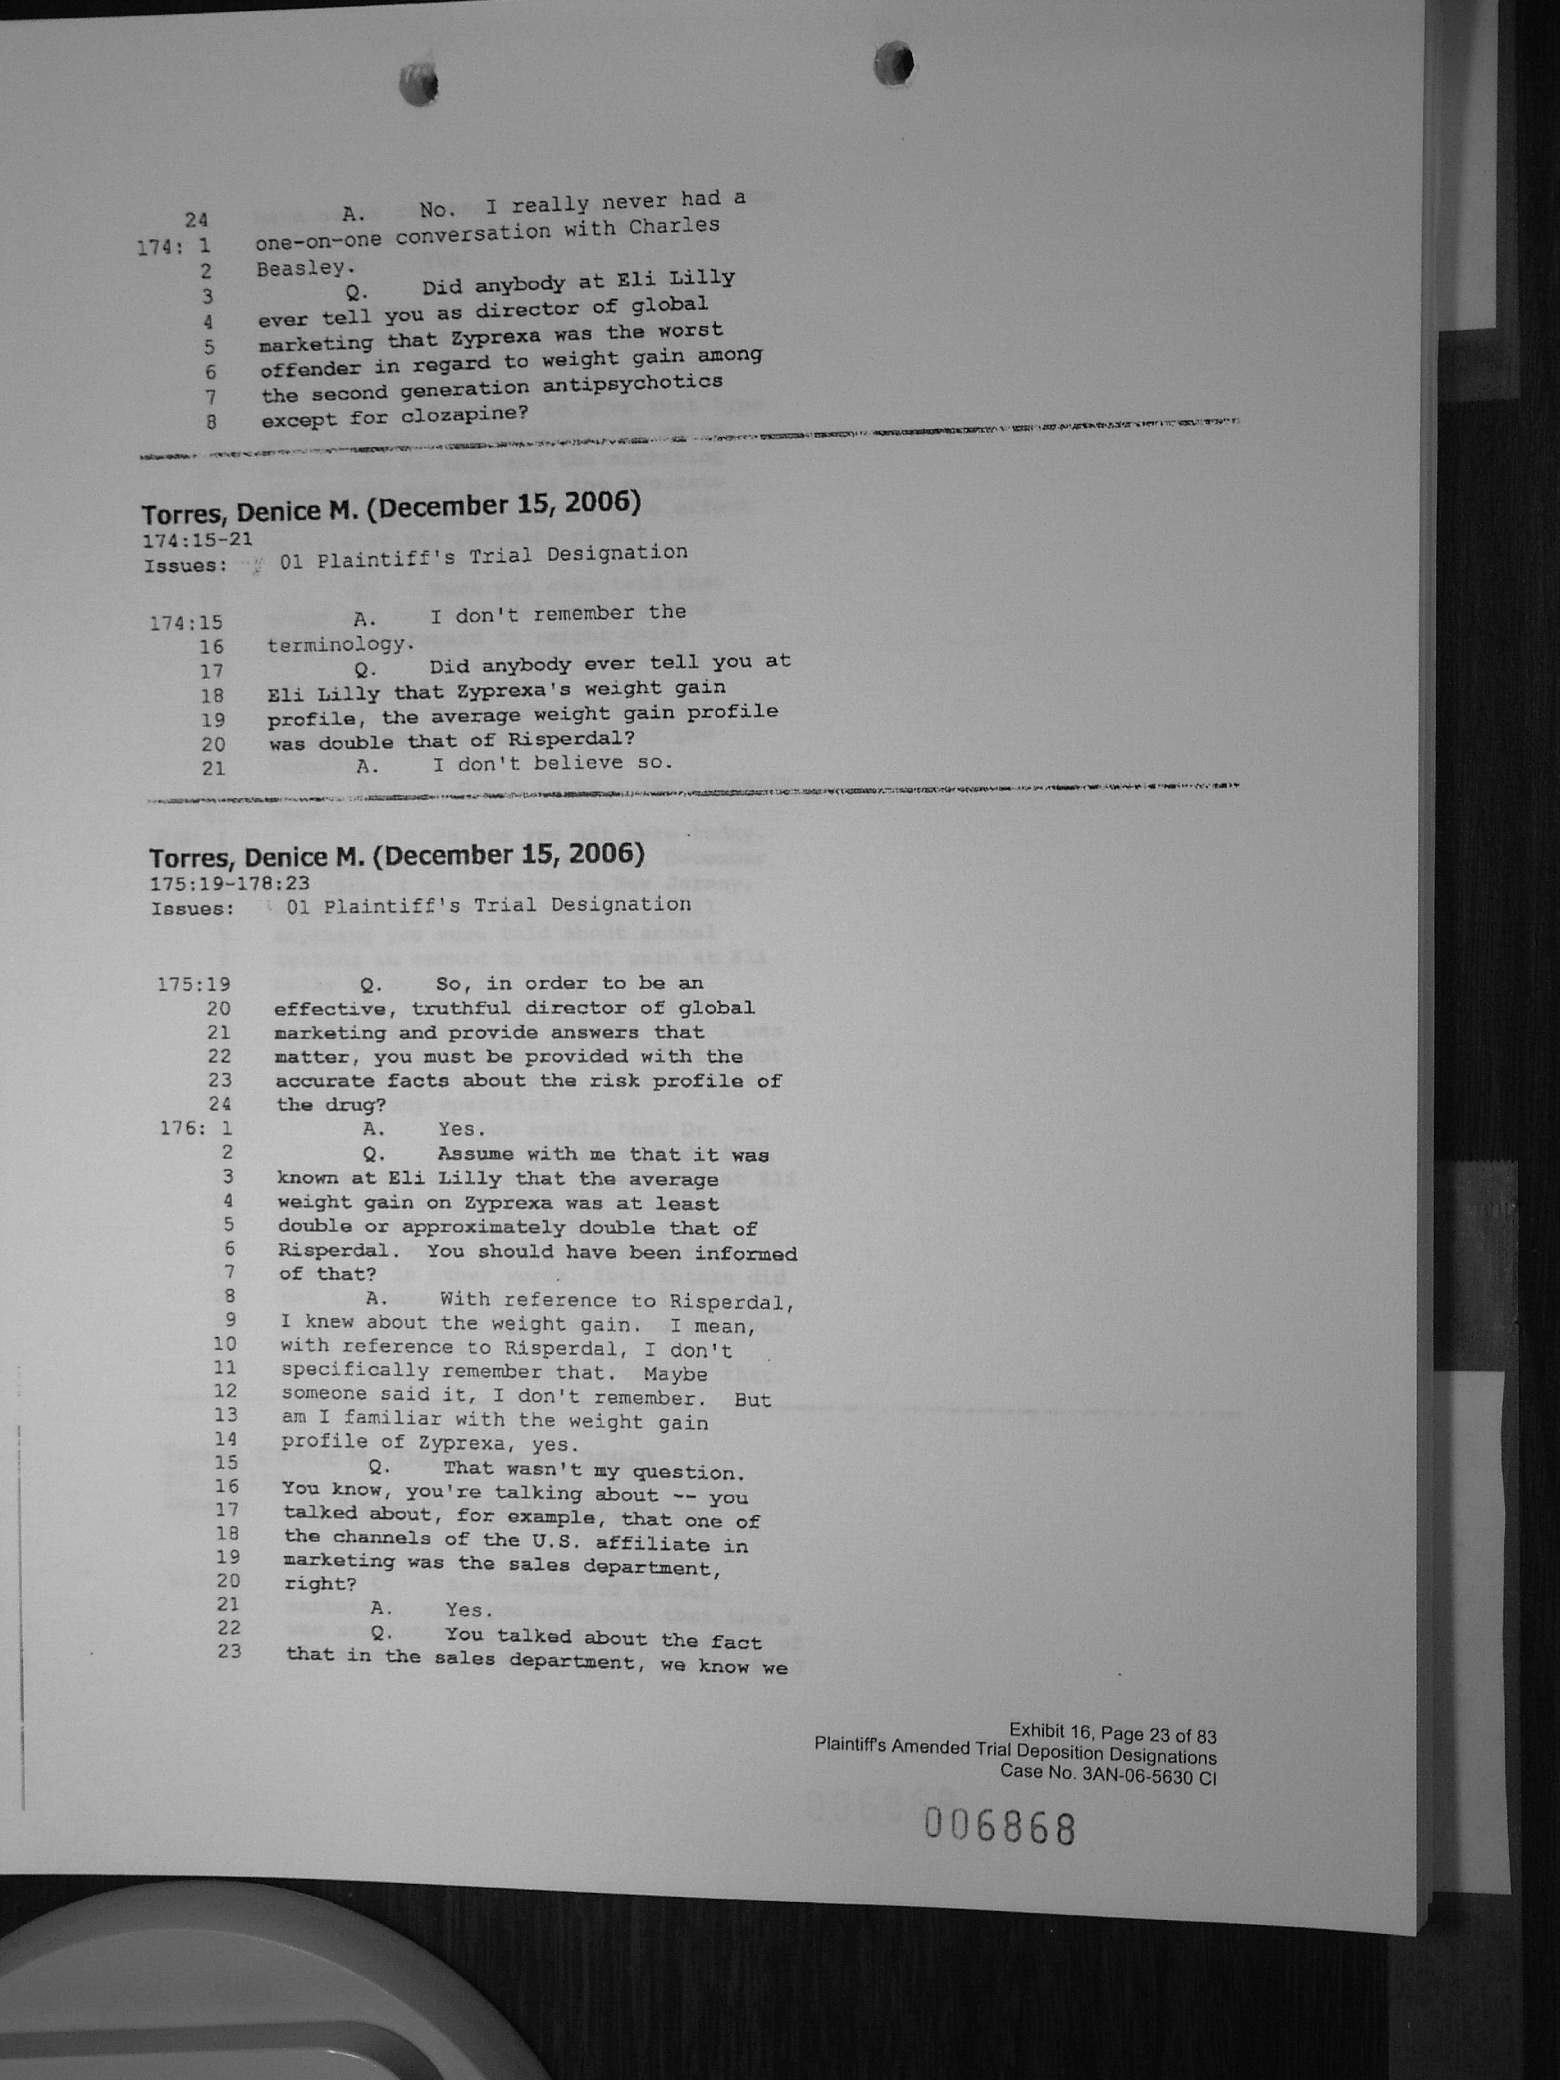 24 A. No. I really never had a
174: 1 one-on-one conversation with Charles
2 Beasley.
3 Q. Did anybody at Eli Lilly
4 ever tell you as director of global
5 marketing that Zyprexa was the worst
6 offender in regard to weight gain among
7 the second generation antipsychotics
8 except for clozapine?
Torres, Denice M. (December 15, 2006)
174:15-21
Issues: 01 Plaintiff's Trial Designation
174:15 A. I don't remember the
16 terminology.
17 Q. Did anybody ever tell you at
18 Eli Lilly that Zyprexa's weight gain
19 profile, the average weight gain profile
20 was double that of Risperdal?
21 A. I don't believe so.
Torres, Denice M. (December 15, 2006)
175:19-178:23
Issues: 01 Plaintiff's Trial Designation
175:19 Q. So, in order to be an
20 effective, truthful director of global
21 marketing and provide answers that
22 matter, you must be provided with the
23 accurate facts about the risk profile of
24 the drug?
176: 1 A. Yes.
2 Q. Assume with me that it was
3 known at Eli Lilly that the average
4 weight gain on Zyprexa was at least
5 double or approximately double that of
6 Risperdal. You should have been informed
7 of that?
8 A. With reference to Risperdal,
9 I knew about the weight gain. I mean,
10 with reference to Risperdal, I don't
11 specifically remember that. Maybe
12 someone said it, I don't remember. But
13 am I familiar with the weight gain
14 profile of Zyprexa, yes.
15 Q. That wasn't my question.
16 You know, you're talking about -- you
17 talked about, for example, that one of
18 the channels of the U.S. affiliate in
19 marketing was the sales department,
20 right?
21 A. Yes.
22 Q. You talked about the fact
23 that in the sales department, we know we
Exhibit 16, Page 23 of 83
Plaintiff's Amended Trial Deposition Designations
Case No. 3AN-06-5630 CI
006868